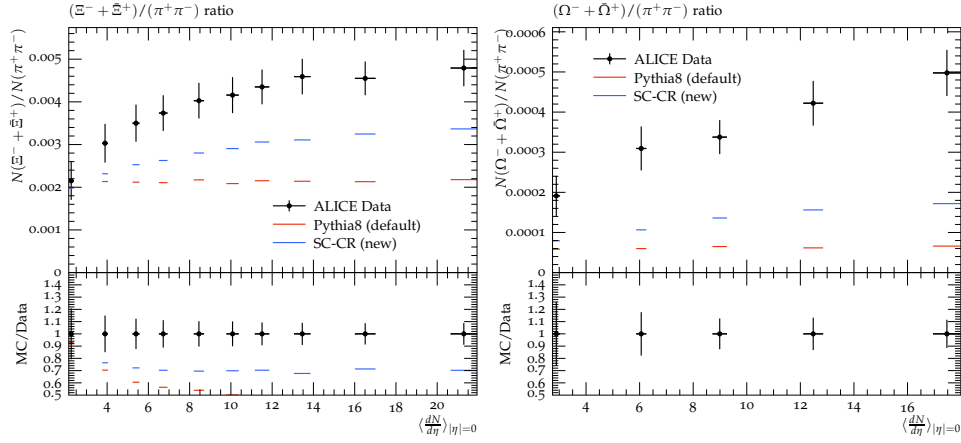 (Ξ⁻ + Ξ̄⁺)/(π⁺π⁻) ratio
N(Ξ⁻ + Ξ̄⁺)/N(π⁺π⁻)
0.005
0.004
0.003
0.002
0.001
0
ALICE Data
Pythia8 (default)
SC-CR (new)
MC/Data
1.4
1.3
1.2
1.1
1
0.9
0.8
0.7
0.6
0.5
4 6 8 10 12 14 16 18 20
⟨dN/dη⟩|η|=0
(Ω⁻ + Ω̄⁺)/(π⁺π⁻) ratio
N(Ω⁻ + Ω̄⁺)/N(π⁺π⁻)
0.0006
0.0005
0.0004
0.0003
0.0002
0.0001
0
ALICE Data
Pythia8 (default)
SC-CR (new)
MC/Data
1.4
1.3
1.2
1.1
1
0.9
0.8
0.7
0.6
0.5
4 6 8 10 12 14 16
⟨dN/dη⟩|η|=0